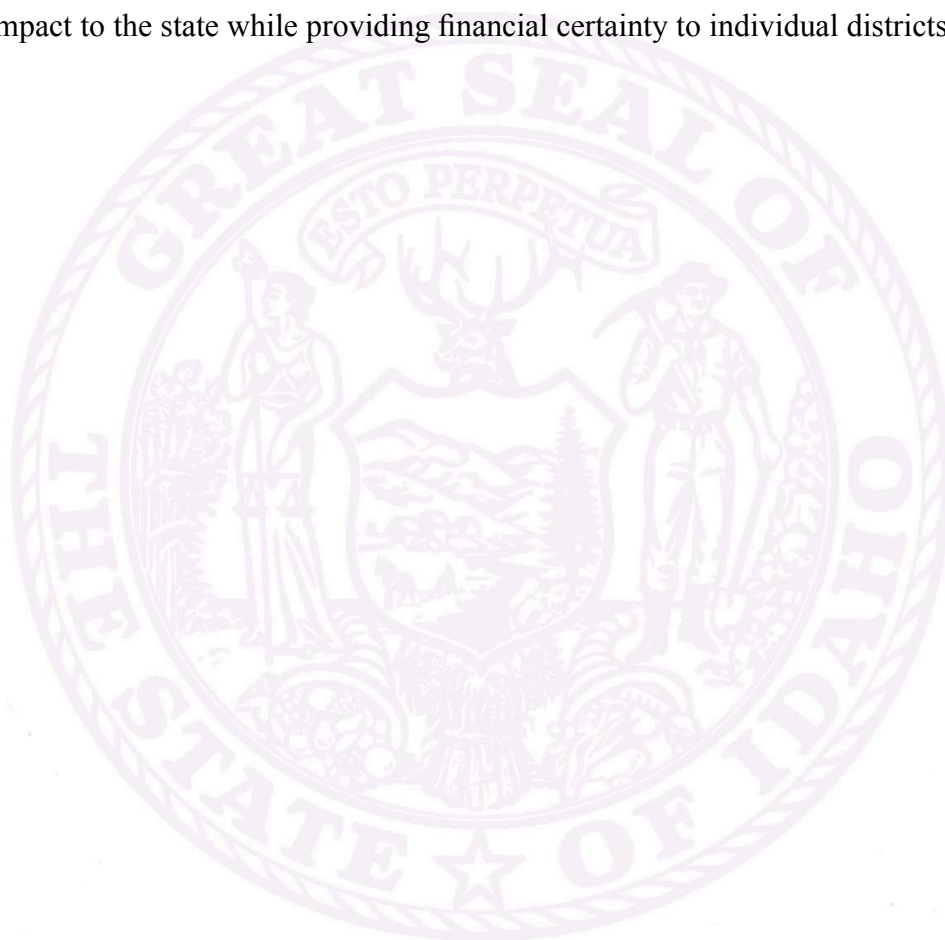 mpact to the state while providing financial certainty to individual districts
GREAT SEAL OF
ESTO PERPETUA
THE STATE OF IDAHO